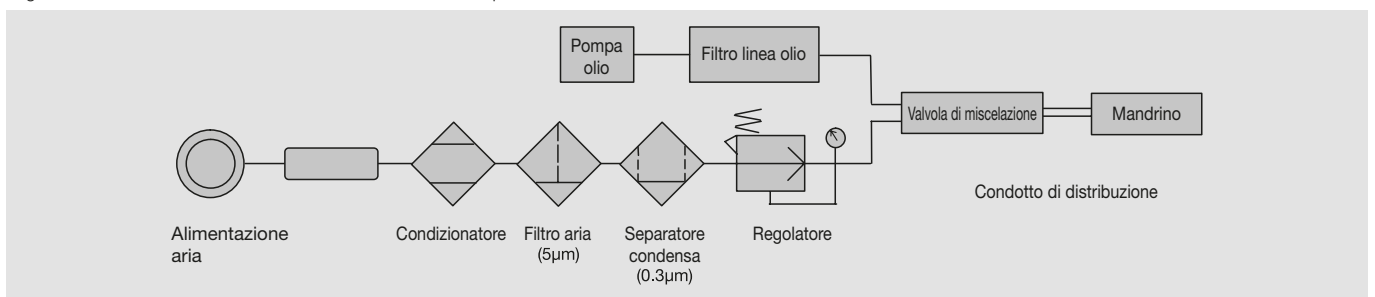 Pompa
olio
Filtro linea olio
Valvola di miscelazione
Mandrino
Condotto di distribuzione
Alimentazione
aria
Condizionatore
Filtro aria
(5µm)
Separatore
condensa
(0.3µm)
Regolatore